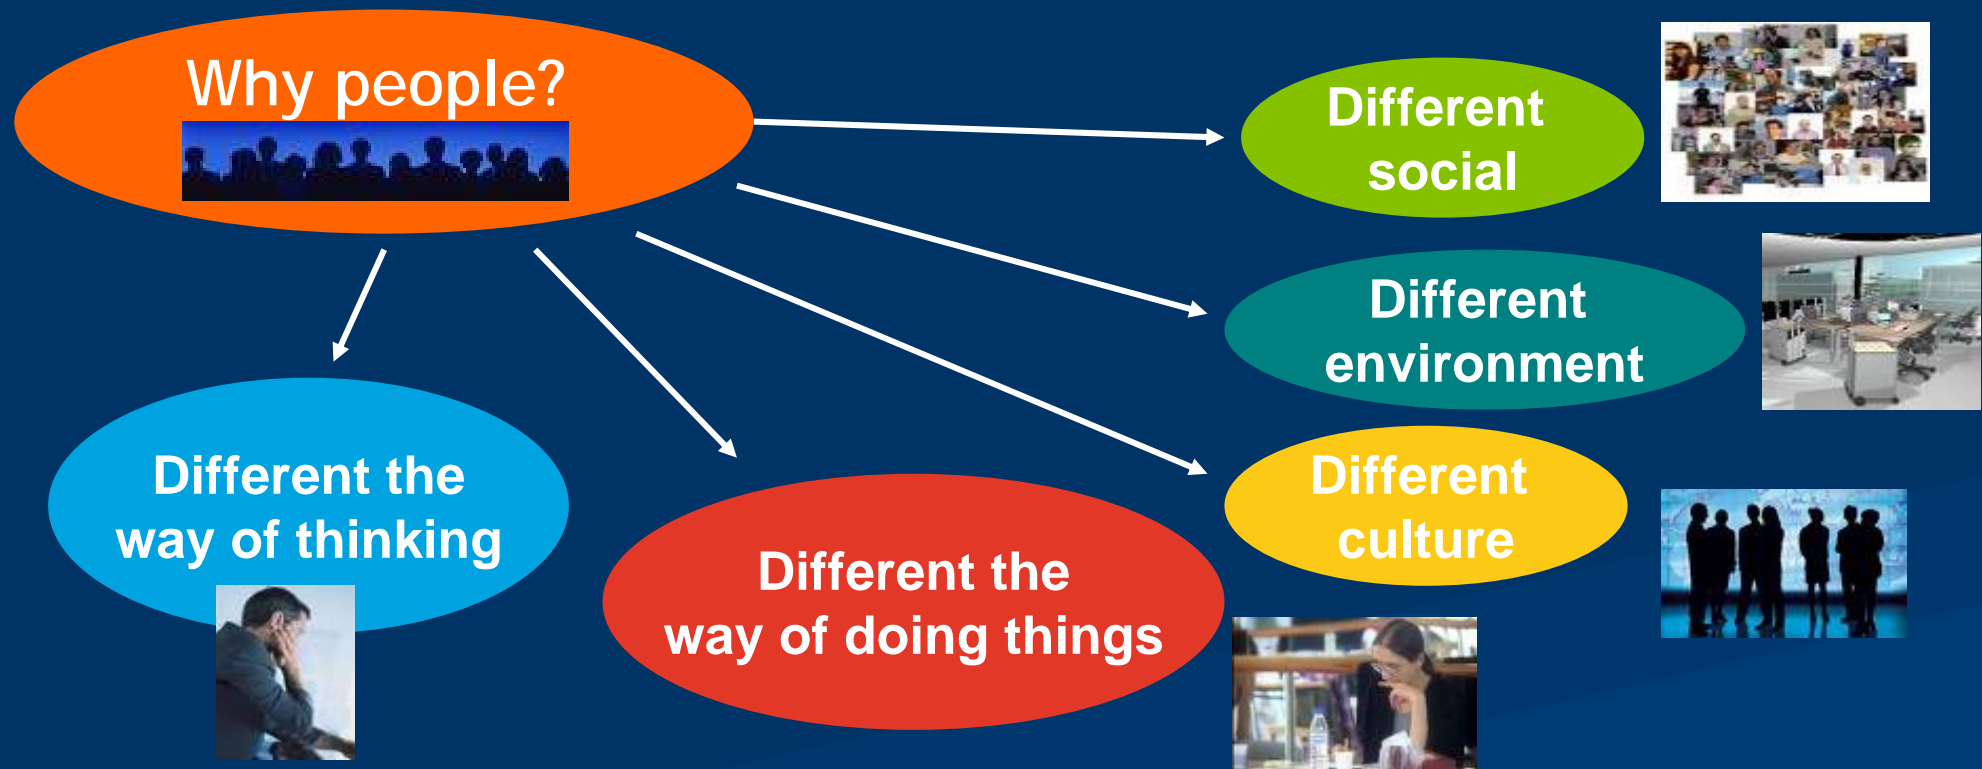 Why people?
Different
social
Different
environment
Different
culture
Different the
way of thinking
Different the
way of doing things